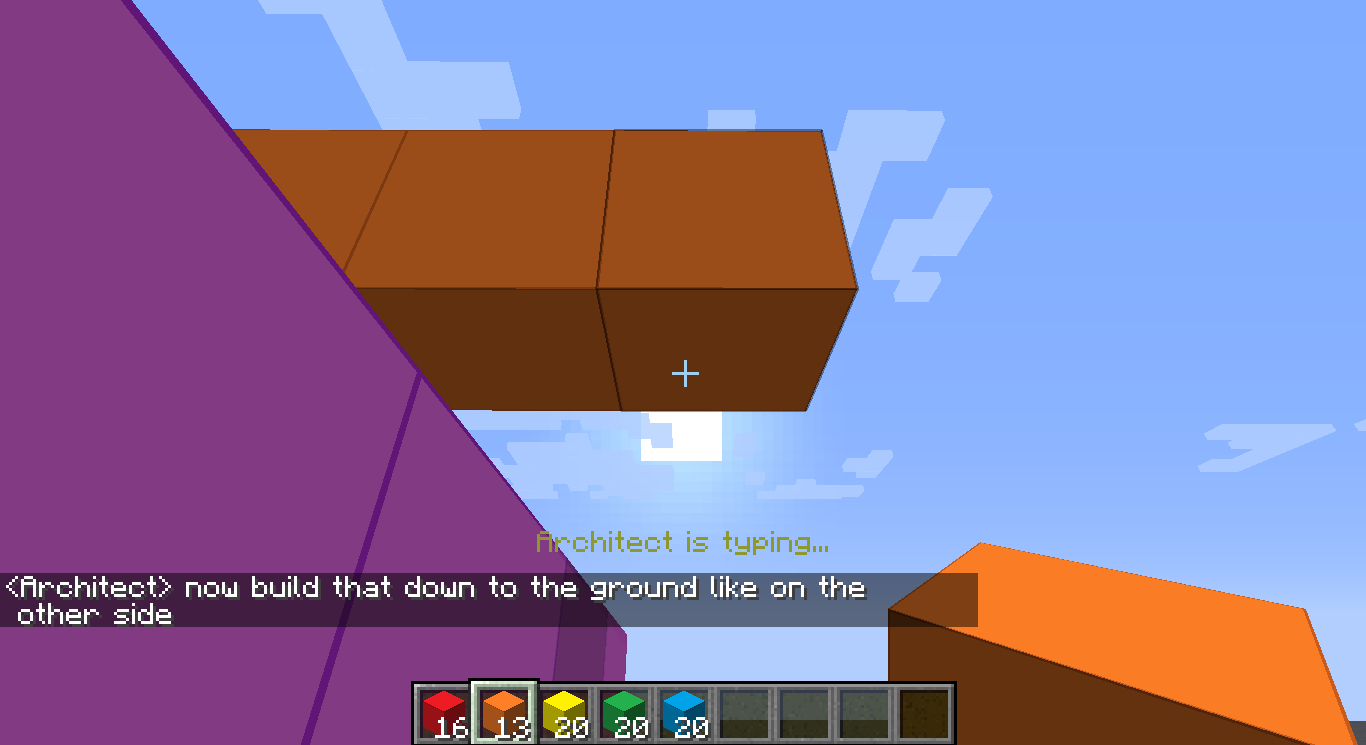 Architect is typing...
<Architect> now build that down to the ground like on the
other side
16 13 20 20 20